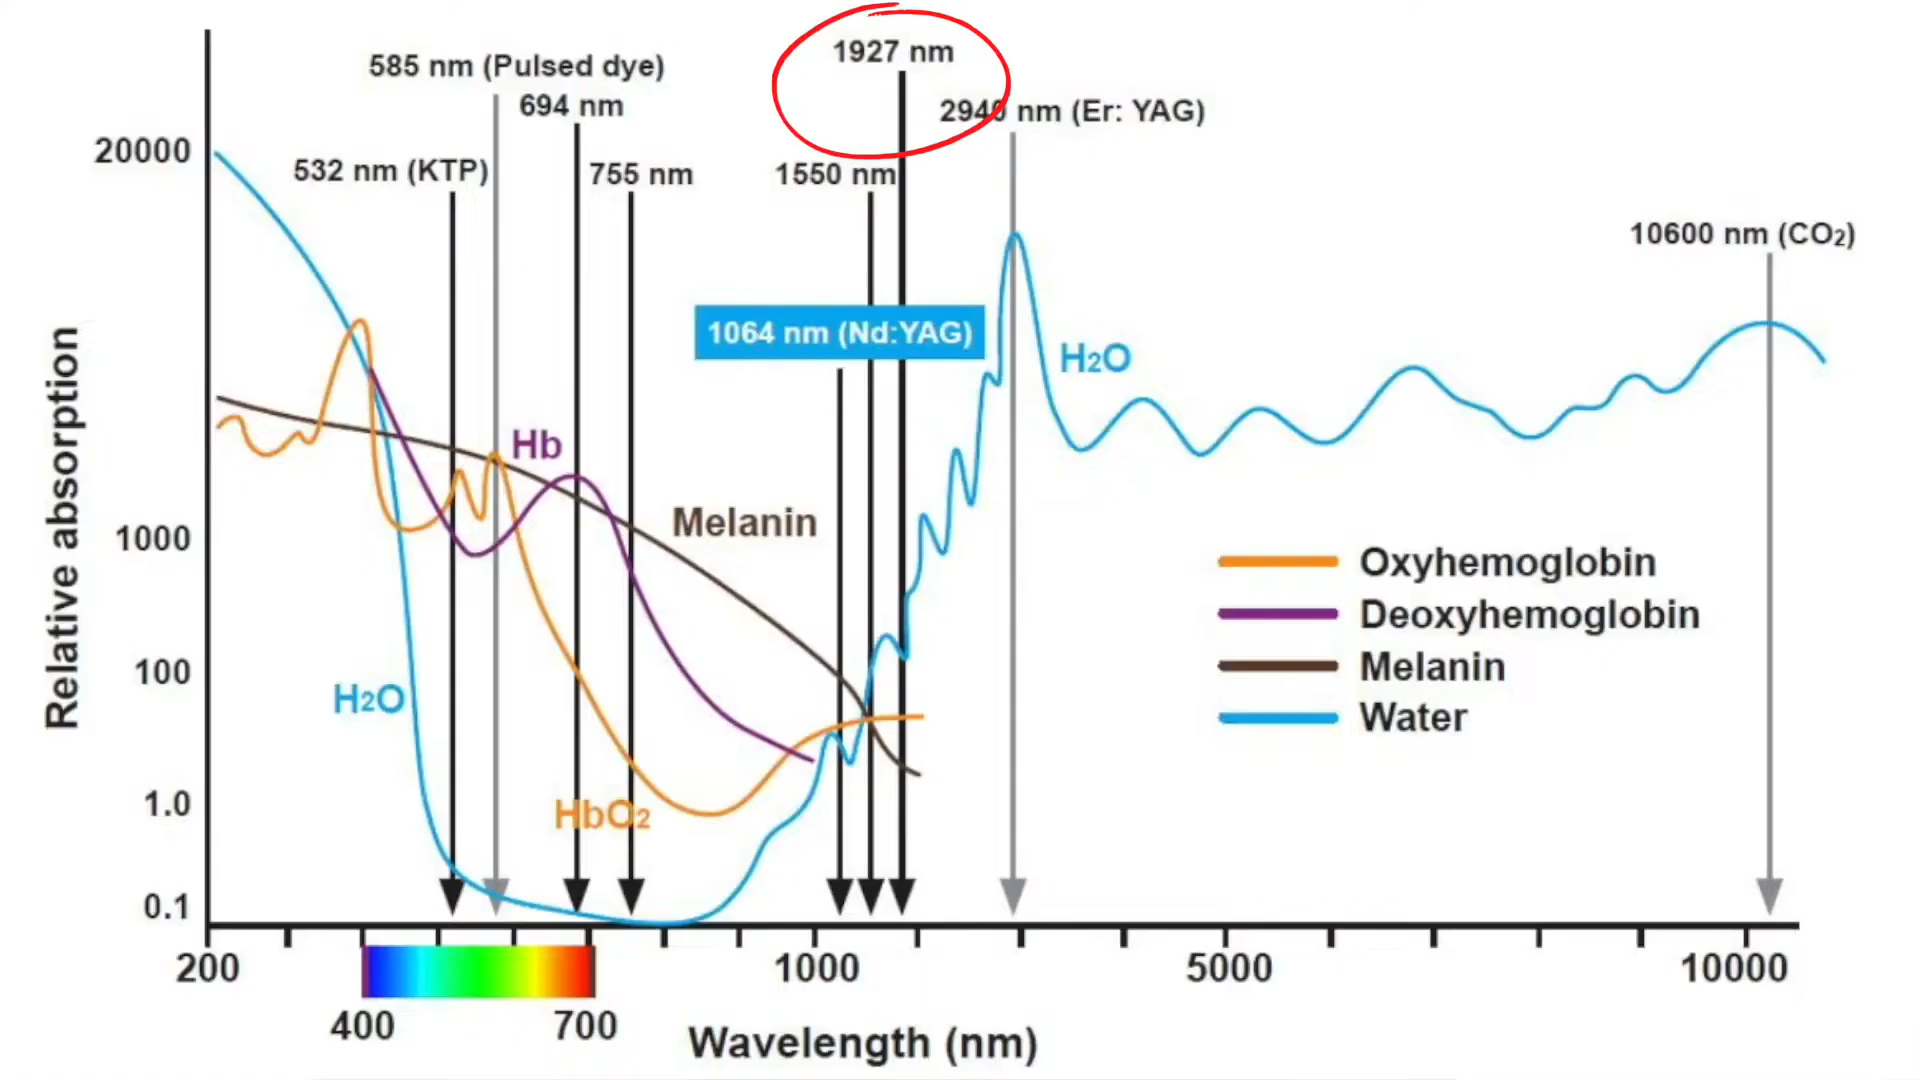 1927 nm
585 nm (Pulsed dye)
694 nm
2940 nm (Er: YAG)
20000
532 nm (KTP)
755 nm
1550 nm
10600 nm (CO₂)
1064 nm (Nd:YAG)
H₂O
Hb
Melanin
1000
Relative absorption
Oxyhemoglobin
Deoxyhemoglobin
Melanin
Water
100
H₂O
1.0
HbO₂
0.1
200
1000
5000
10000
400
700
Wavelength (nm)